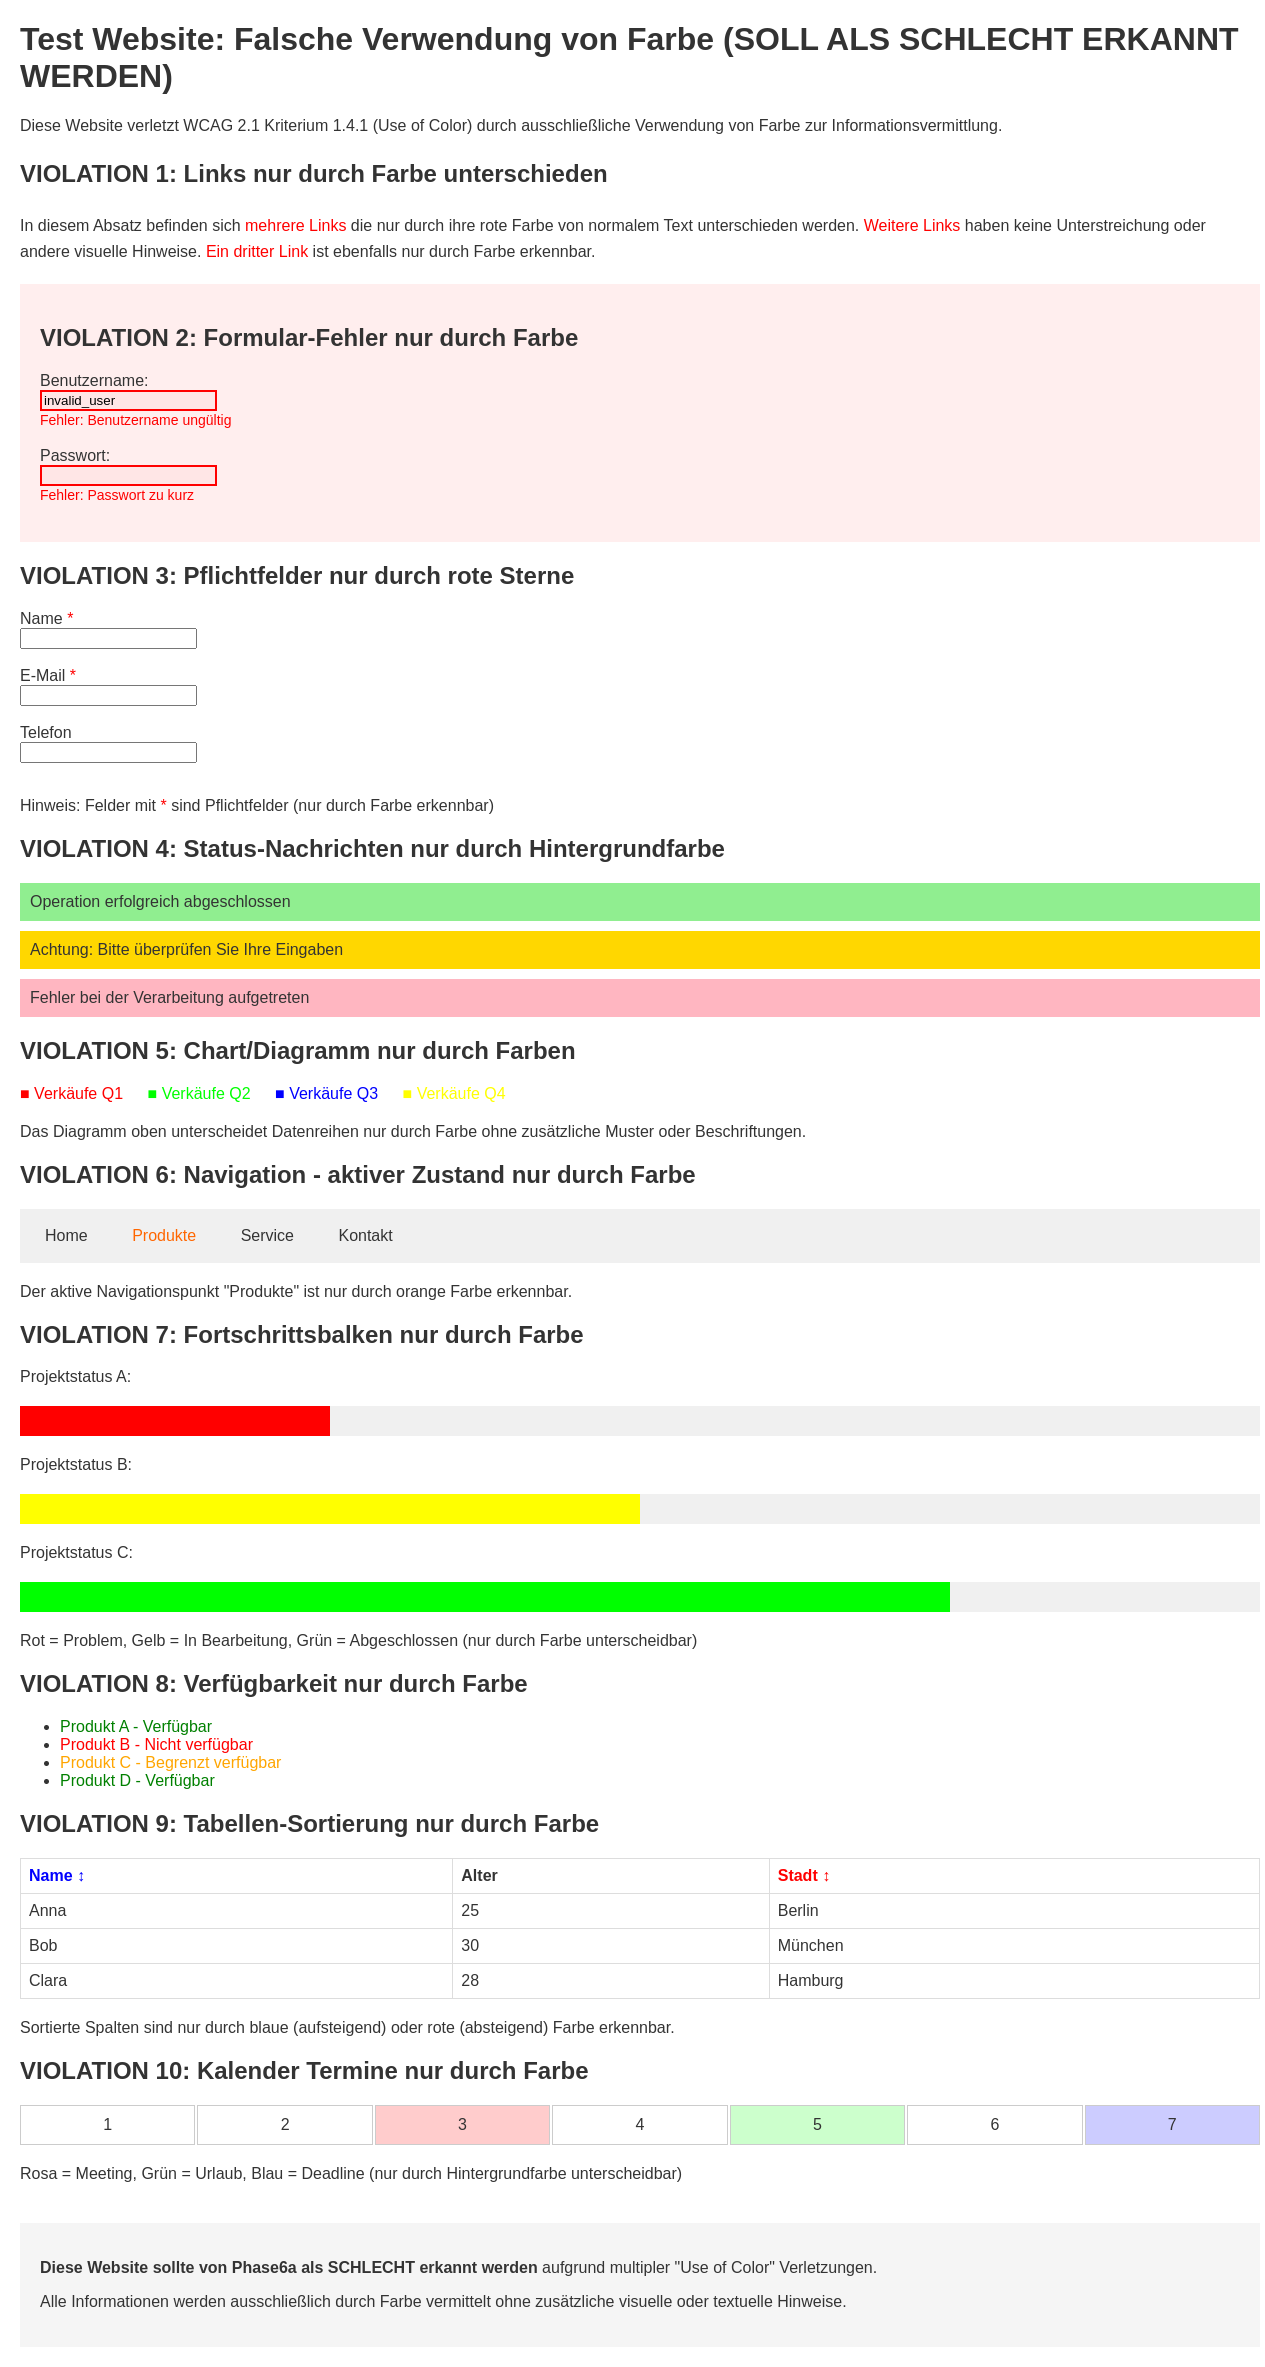 Test Website: Falsche Verwendung von Farbe (SOLL ALS SCHLECHT ERKANNT
WERDEN)
Diese Website verletzt WCAG 2.1 Kriterium 1.4.1 (Use of Color) durch ausschließliche Verwendung von Farbe zur Informationsvermittlung.
VIOLATION 1: Links nur durch Farbe unterschieden
In diesem Absatz befinden sich mehrere Links die nur durch ihre rote Farbe von normalem Text unterschieden werden. Weitere Links haben keine Unterstreichung oder
andere visuelle Hinweise. Ein dritter Link ist ebenfalls nur durch Farbe erkennbar.
VIOLATION 2: Formular-Fehler nur durch Farbe
Benutzername:
invalid_user
Fehler: Benutzername ungültig
Passwort:
Fehler: Passwort zu kurz
VIOLATION 3: Pflichtfelder nur durch rote Sterne
Name *
E-Mail *
Telefon
Hinweis: Felder mit * sind Pflichtfelder (nur durch Farbe erkennbar)
VIOLATION 4: Status-Nachrichten nur durch Hintergrundfarbe
Operation erfolgreich abgeschlossen
Achtung: Bitte überprüfen Sie Ihre Eingaben
Fehler bei der Verarbeitung aufgetreten
VIOLATION 5: Chart/Diagramm nur durch Farben
■ Verkäufe Q1 ■ Verkäufe Q2 ■ Verkäufe Q3 ■ Verkäufe Q4
Das Diagramm oben unterscheidet Datenreihen nur durch Farbe ohne zusätzliche Muster oder Beschriftungen.
VIOLATION 6: Navigation - aktiver Zustand nur durch Farbe
Home Produkte Service Kontakt
Der aktive Navigationspunkt "Produkte" ist nur durch orange Farbe erkennbar.
VIOLATION 7: Fortschrittsbalken nur durch Farbe
Projektstatus A:
Projektstatus B:
Projektstatus C:
Rot = Problem, Gelb = In Bearbeitung, Grün = Abgeschlossen (nur durch Farbe unterscheidbar)
VIOLATION 8: Verfügbarkeit nur durch Farbe
• Produkt A - Verfügbar
• Produkt B - Nicht verfügbar
• Produkt C - Begrenzt verfügbar
• Produkt D - Verfügbar
VIOLATION 9: Tabellen-Sortierung nur durch Farbe
Name ↕ Alter Stadt ↕
Anna 25 Berlin
Bob 30 München
Clara 28 Hamburg
Sortierte Spalten sind nur durch blaue (aufsteigend) oder rote (absteigend) Farbe erkennbar.
VIOLATION 10: Kalender Termine nur durch Farbe
1 2 3 4 5 6 7
Rosa = Meeting, Grün = Urlaub, Blau = Deadline (nur durch Hintergrundfarbe unterscheidbar)
Diese Website sollte von Phase6a als SCHLECHT erkannt werden aufgrund multipler "Use of Color" Verletzungen.
Alle Informationen werden ausschließlich durch Farbe vermittelt ohne zusätzliche visuelle oder textuelle Hinweise.